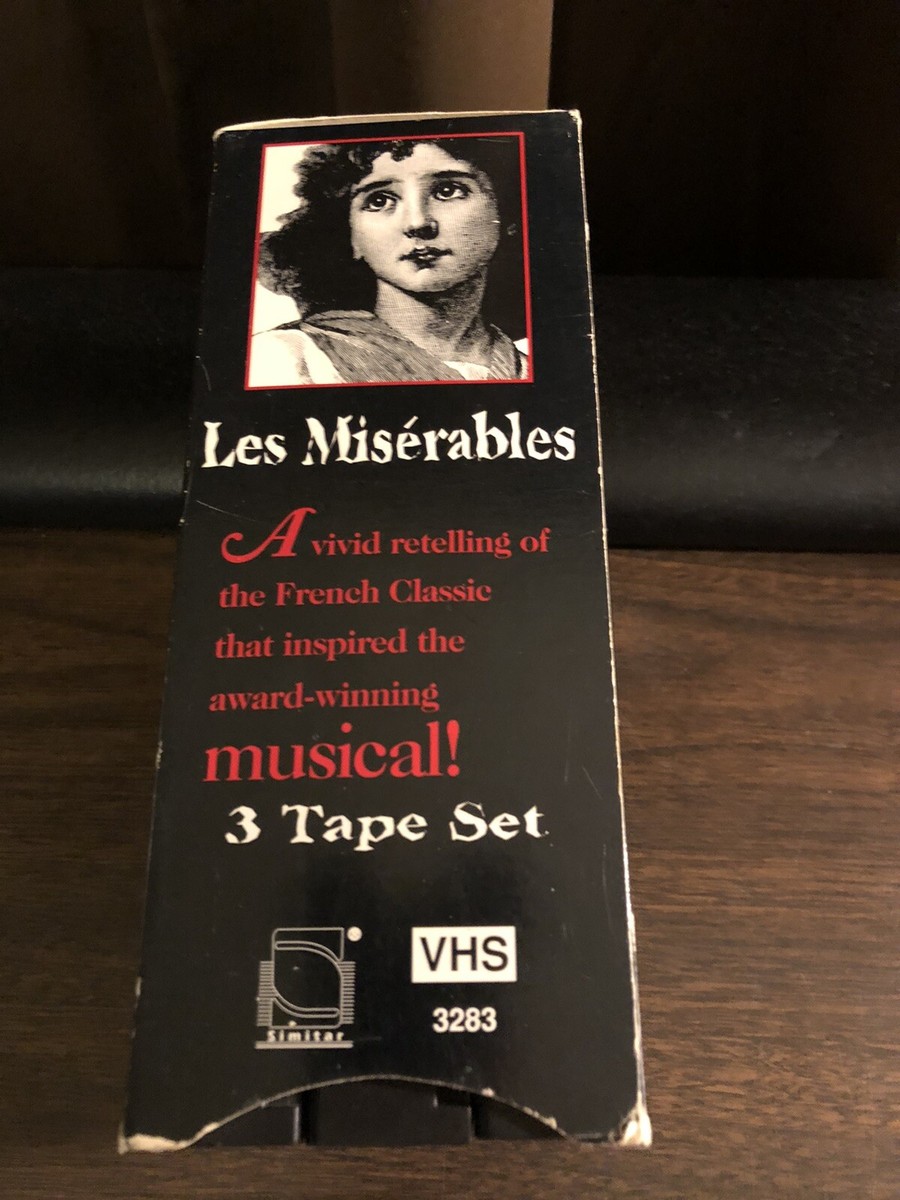 Les Misérables
A vivid retelling of
the French Classic
that inspired the
award-winning
musical!
3 Tape Set
Simitar
VHS
3283